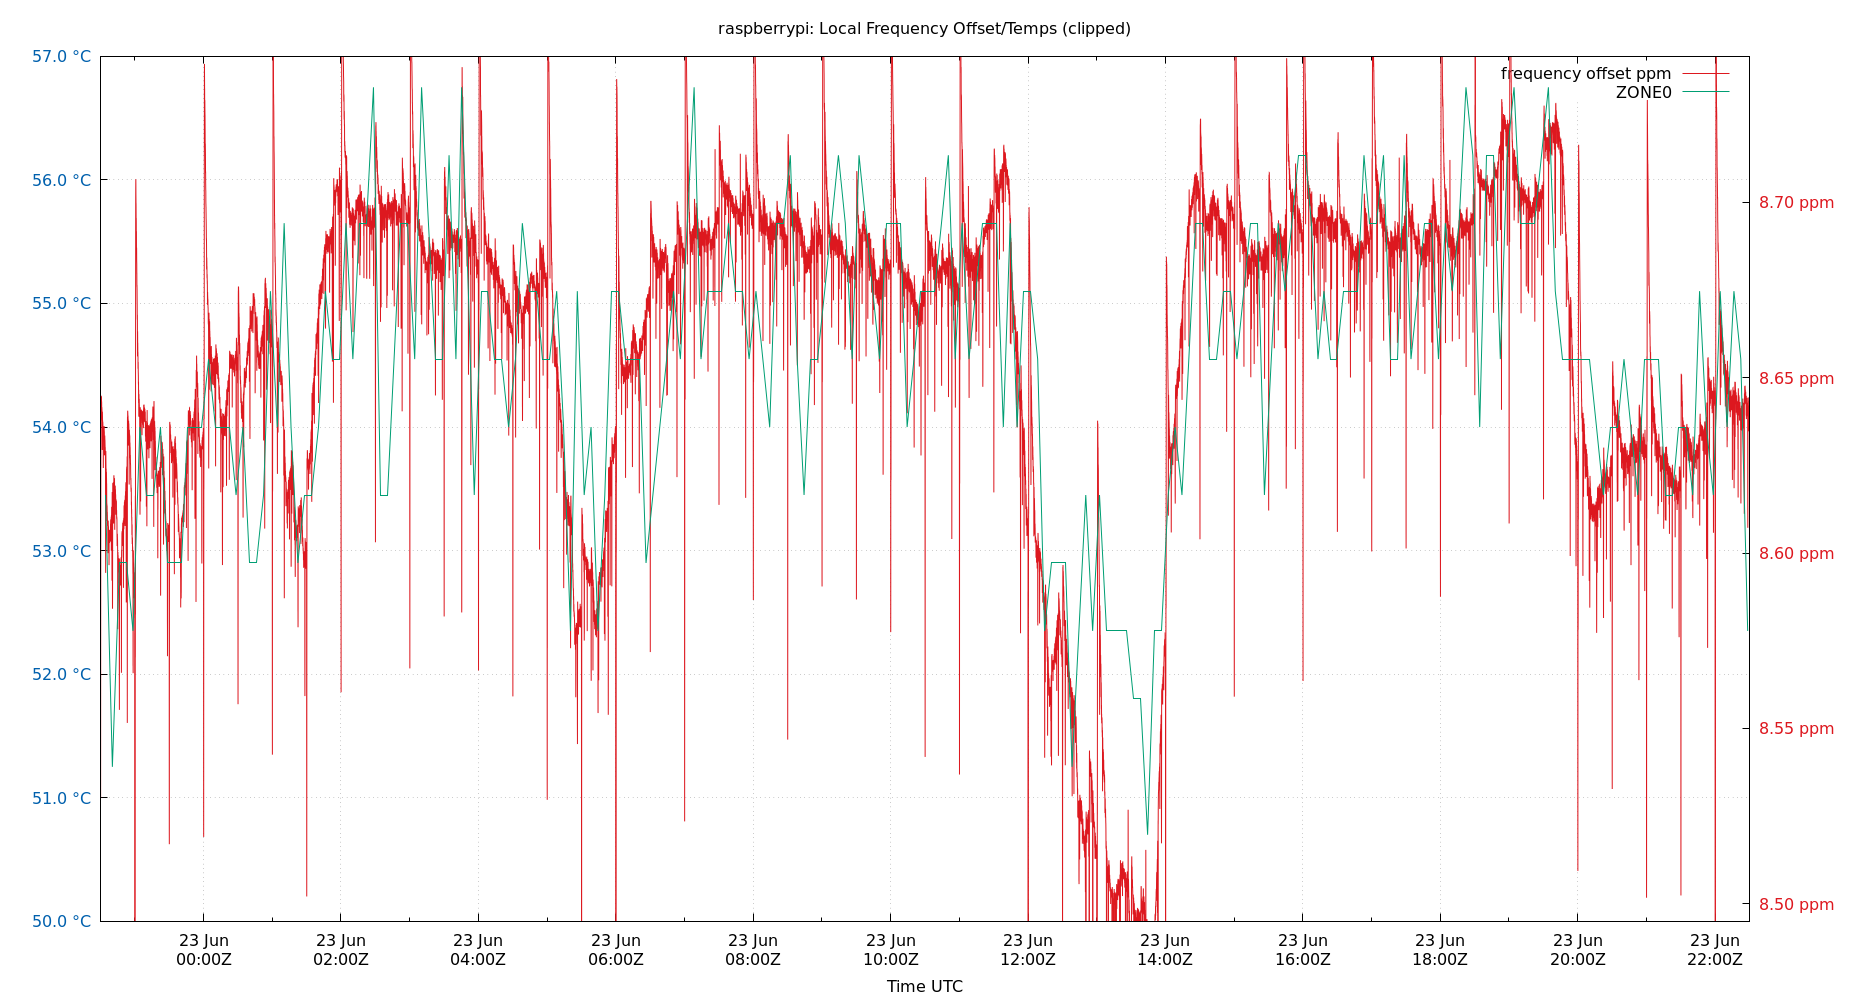 raspberrypi: Local Frequency Offset/Temps (clipped)
57.0 °C
56.0 °C
55.0 °C
54.0 °C
53.0 °C
52.0 °C
51.0 °C
50.0 °C
frequency offset ppm
ZONE0
8.70 ppm
8.65 ppm
8.60 ppm
8.55 ppm
8.50 ppm
23 Jun
00:00Z
23 Jun
02:00Z
23 Jun
04:00Z
23 Jun
06:00Z
23 Jun
08:00Z
23 Jun
10:00Z
23 Jun
12:00Z
23 Jun
14:00Z
23 Jun
16:00Z
23 Jun
18:00Z
23 Jun
20:00Z
23 Jun
22:00Z
Time UTC